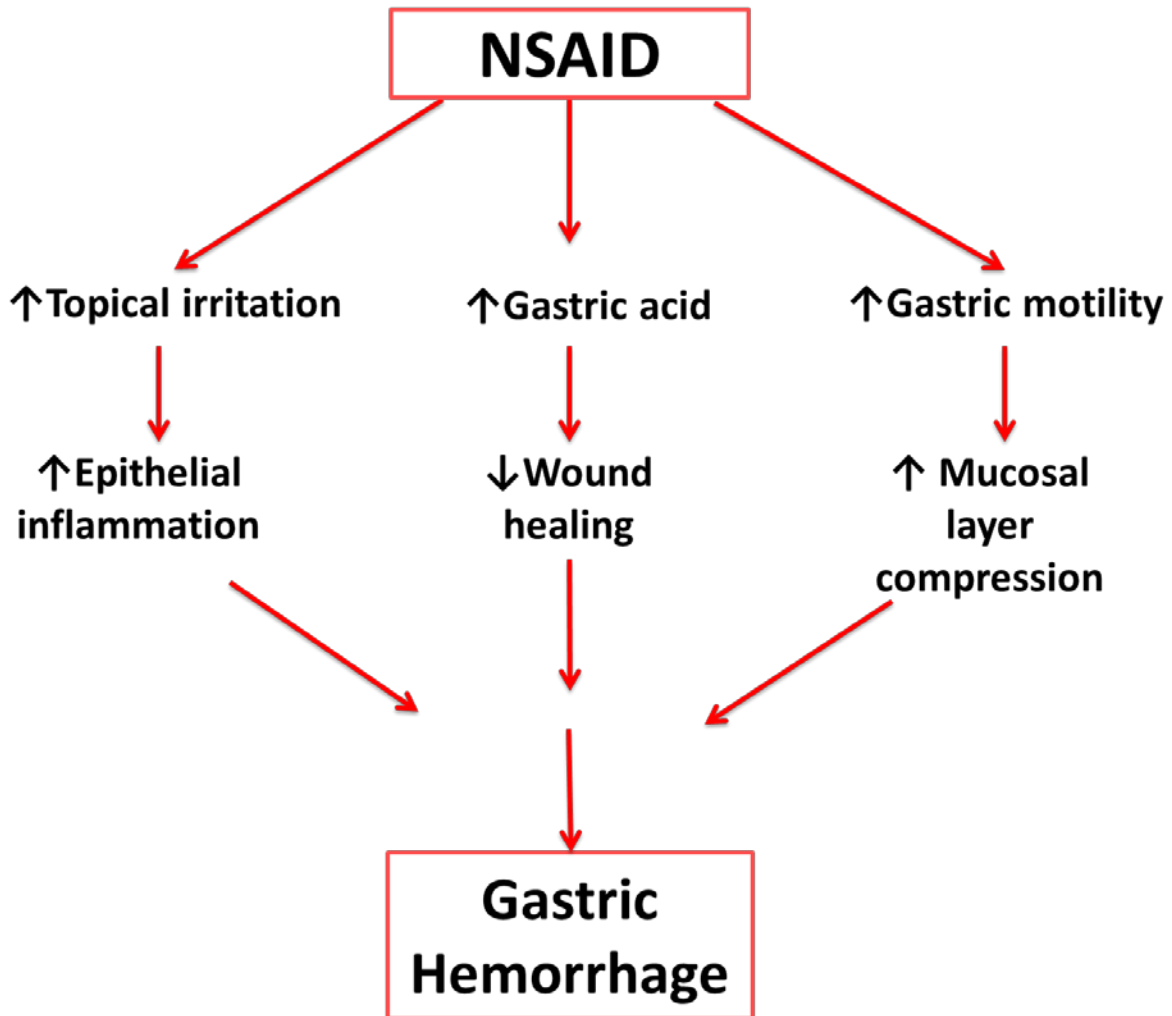 NSAID
↑Topical irritation
↑Gastric acid
↑Gastric motility
↑Epithelial
inflammation
↓Wound
healing
↑ Mucosal
layer
compression
Gastric
Hemorrhage